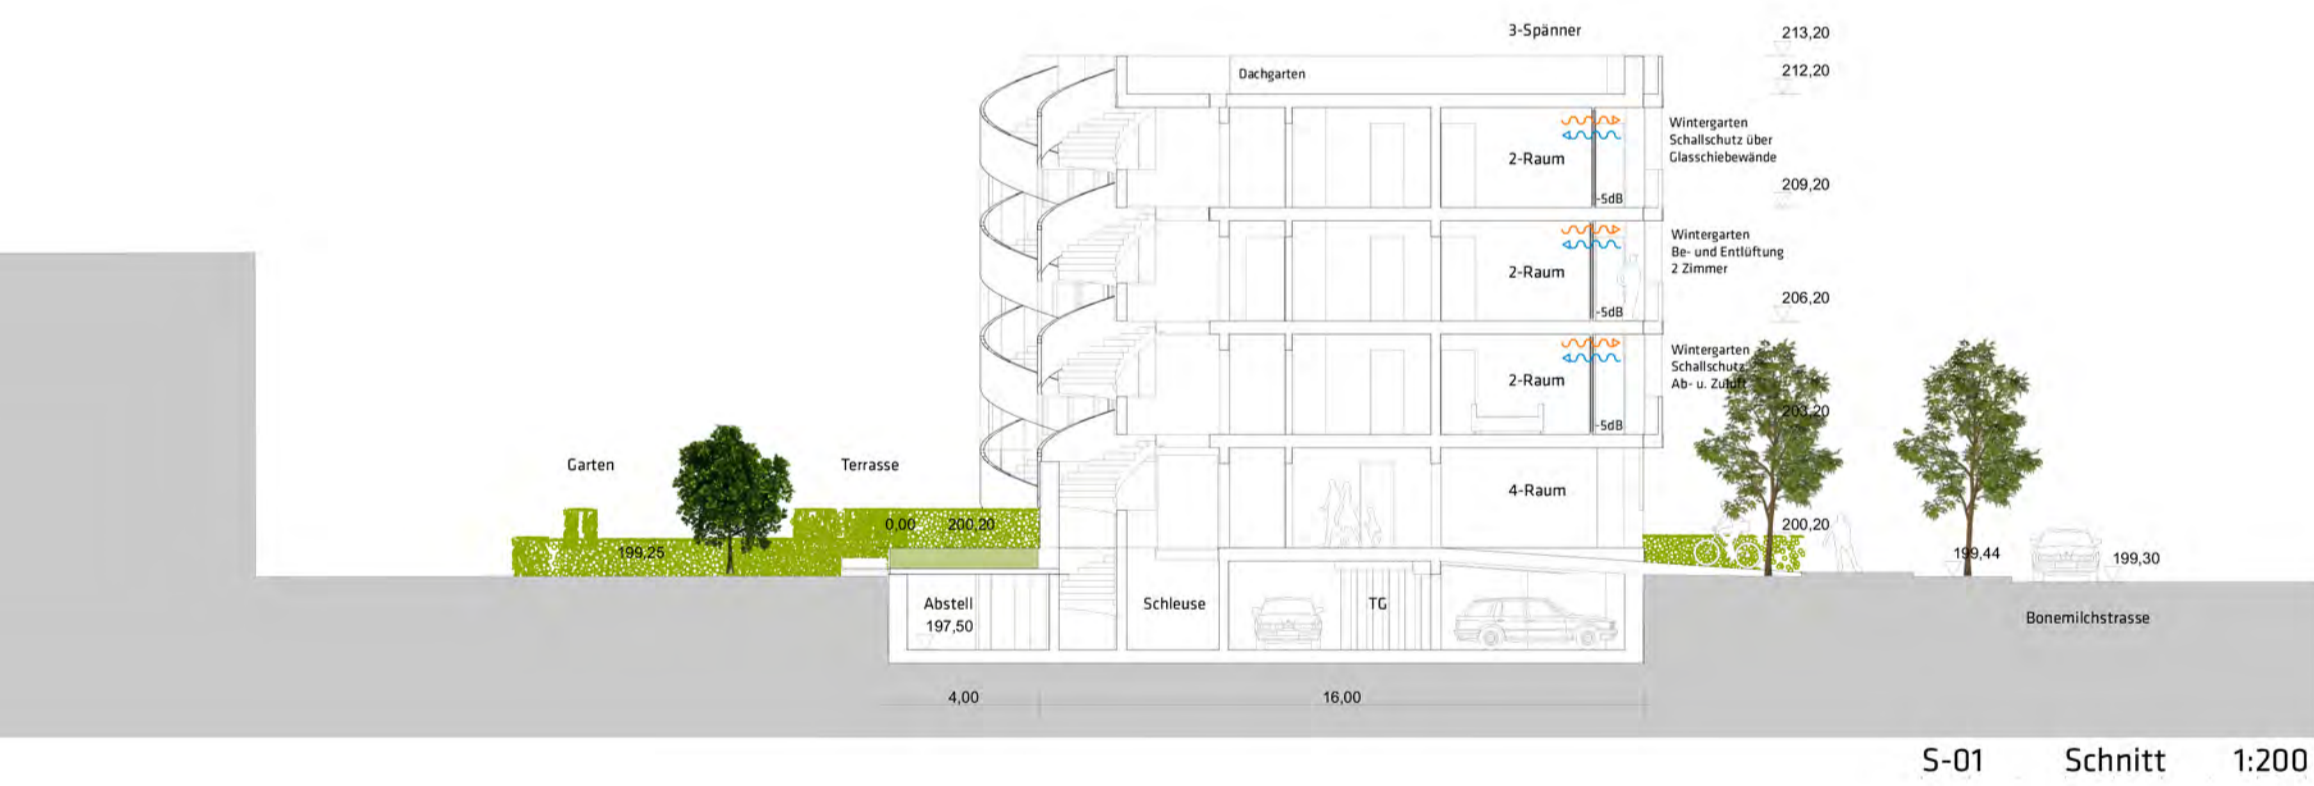 3-Spänner
213,20
Dachgarten
212,20
Wintergarten
Schallschutz über
Glasschiebewände
2-Raum
209,20
-5dB
Wintergarten
Be- und Entlüftung
2 Zimmer
2-Raum
206,20
-5dB
Wintergarten
Schallschutz
Ab- u. Zuluft
2-Raum
203,20
-5dB
Garten
Terrasse
4-Raum
0,00
200,20
200,20
199,25
199,44
199,30
Abstell
197,50
Schleuse
TG
Bonemilchstrasse
4,00
16,00
S-01 Schnitt 1:200